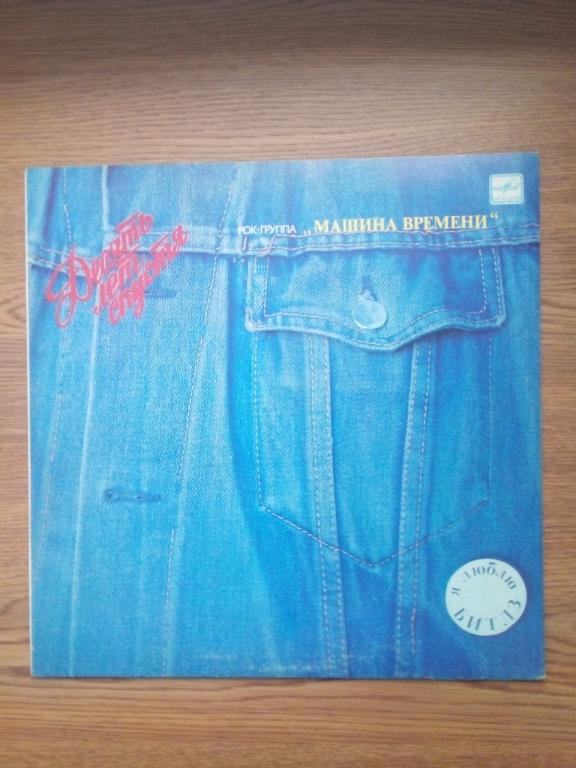 РОК-ГРУППА „МАШИНА ВРЕМЕНИ“
Десять
лет
спустя
Я ЛЮБЛЮ
БИТЛЗ